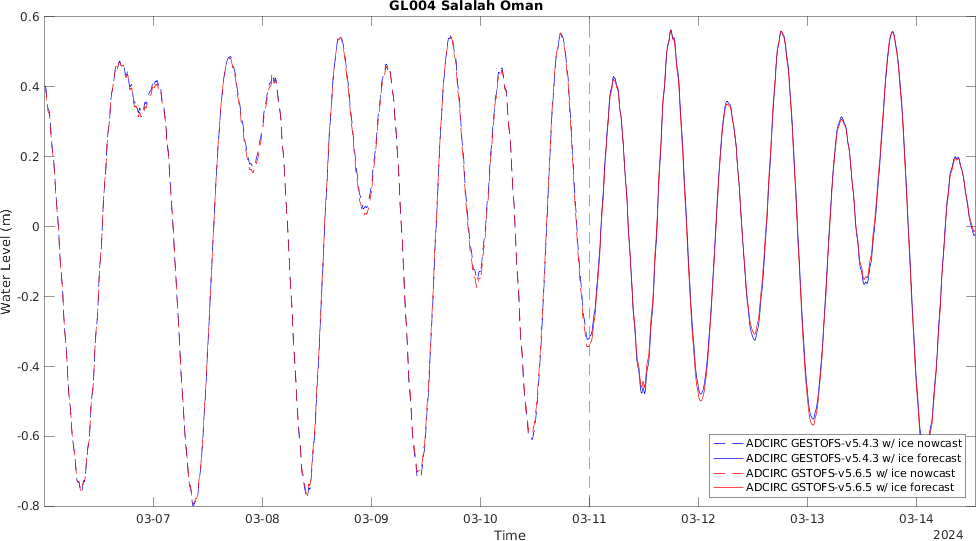 GL004 Salalah Oman
Water Level (m)
0.6
0.4
0.2
0
-0.2
-0.4
-0.6
-0.8
ADCIRC GESTOFS-v5.4.3 w/ ice nowcast
ADCIRC GESTOFS-v5.4.3 w/ ice forecast
ADCIRC GSTOFS-v5.6.5 w/ ice nowcast
ADCIRC GSTOFS-v5.6.5 w/ ice forecast
03-07 03-08 03-09 03-10 03-11 03-12 03-13 03-14
Time
2024